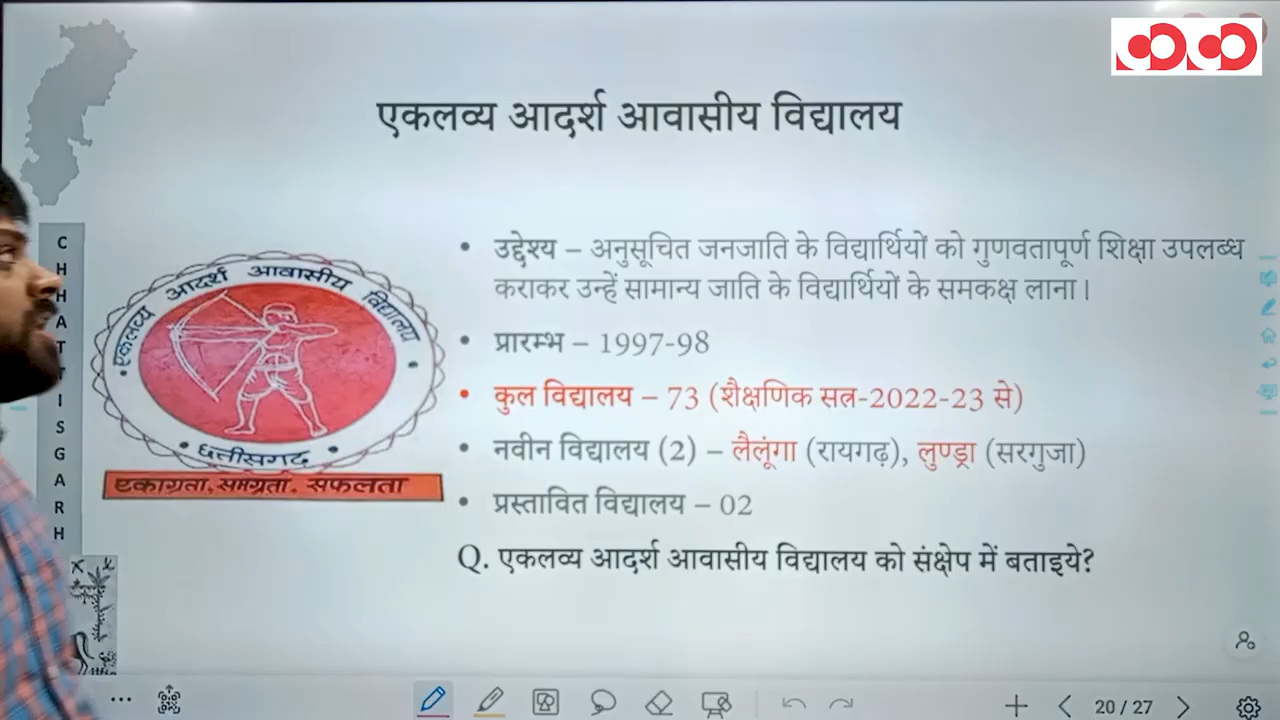 एकलव्य आदर्श आवासीय विद्यालय
• उद्देश्य – अनुसूचित जनजाति के विद्यार्थियों को गुणवतापूर्ण शिक्षा उपलब्ध
कराकर उन्हें सामान्य जाति के विद्यार्थियों के समकक्ष लाना।
• प्रारम्भ – 1997-98
• कुल विद्यालय – 73 (शैक्षणिक सत्र-2022-23 से)
• नवीन विद्यालय (2) – लैलूंगा (रायगढ़), लुण्ड्रा (सरगुजा)
• प्रस्तावित विद्यालय – 02
Q. एकलव्य आदर्श आवासीय विद्यालय को संक्षेप में बताइये?
एकलव्य आदर्श आवासीय विद्यालय
छत्तीसगढ़
एकाग्रता, समग्रता, सफलता
CHHATTISGARH
20 / 27